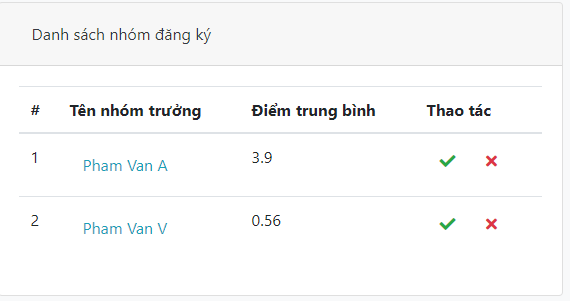 Danh sách nhóm đăng ký
# Tên nhóm trưởng Điểm trung bình Thao tác
1 Pham Van A 3.9
2 Pham Van V 0.56